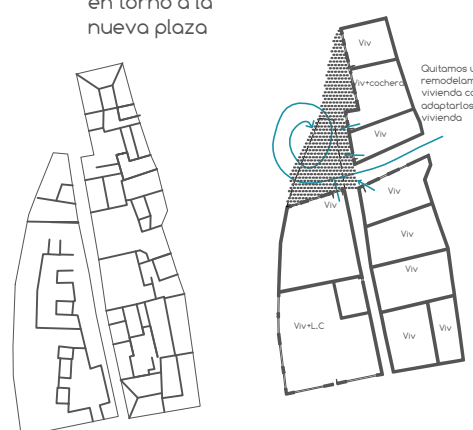 en torno a la
nueva plaza
Viv
Viv+cochera
Quitamos
remodelam
vivienda co
adaptarlos
vivienda
Viv
Viv
Viv
Viv
Viv
Viv+L.C
Viv
Viv